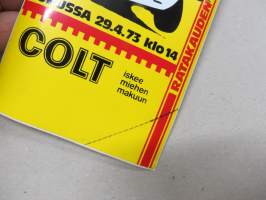 USSA 29.4.73 klo 14
COLT
iskee
miehen
makuun
RATAKAUDEN